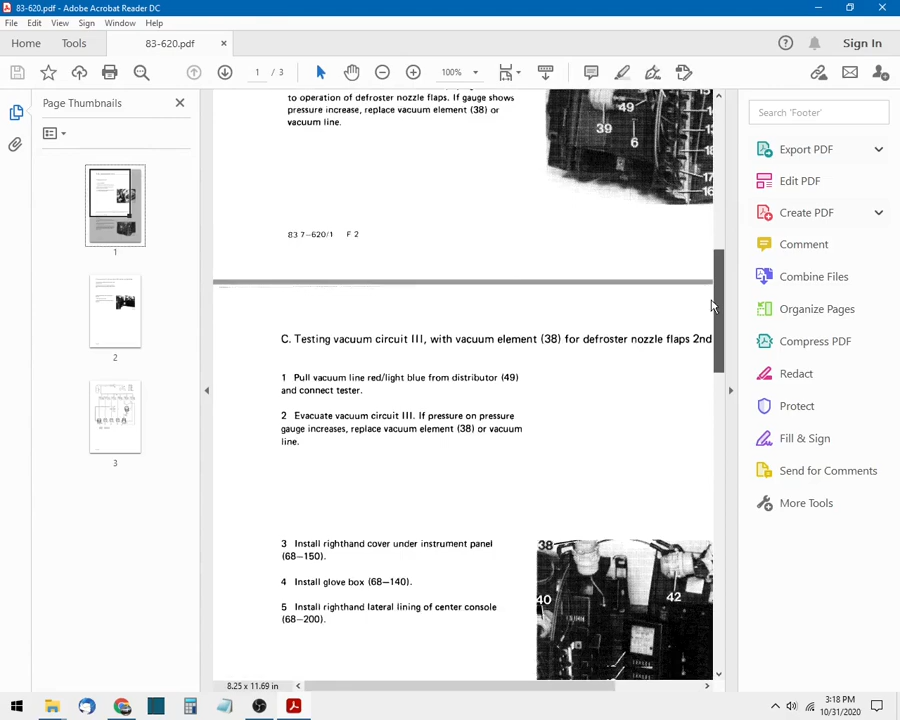 83-620.pdf - Adobe Acrobat Reader DC
File Edit View Sign Window Help
Home Tools 83-620.pdf × Sign In
1 / 3 100%
Page Thumbnails
1
2
3
to operation of defroster nozzle flaps. If gauge shows
pressure increase, replace vacuum element (38) or
vacuum line.
49
39
6
17
16
83 7–620/1 F 2
C. Testing vacuum circuit III, with vacuum element (38) for defroster nozzle flaps 2nd
1 Pull vacuum line red/light blue from distributor (49)
and connect tester.
2 Evacuate vacuum circuit III. If pressure on pressure
gauge increases, replace vacuum element (38) or vacuum
line.
3 Install righthand cover under instrument panel
(68–150).
4 Install glove box (68–140).
5 Install righthand lateral lining of center console
(68–200).
38
40
42
8.25 x 11.69 in
Search 'Footer'
Export PDF
Edit PDF
Create PDF
Comment
Combine Files
Organize Pages
Compress PDF
Redact
Protect
Fill & Sign
Send for Comments
More Tools
3:18 PM
10/31/2020